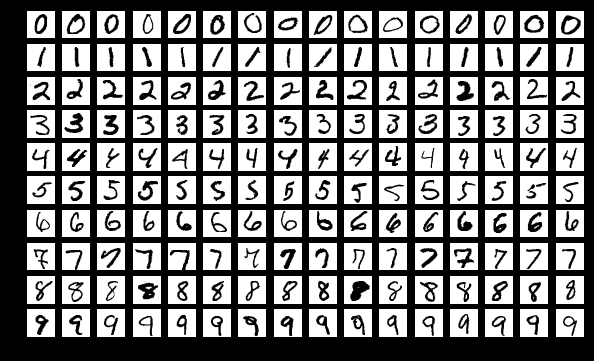 0 0 0 0 0 0 0 0 0 0 0 0 0 0 0 0
1 1 1 1 1 1 1 1 1 1 1 1 1 1 1 1
2 2 2 2 2 2 2 2 2 2 2 2 2 2 2 2
3 3 3 3 3 3 3 3 3 3 3 3 3 3 3 3
4 4 4 4 4 4 4 4 4 4 4 4 4 4 4 4
5 5 5 5 5 5 5 5 5 5 5 5 5 5 5 5
6 6 6 6 6 6 6 6 6 6 6 6 6 6 6 6
7 7 7 7 7 7 7 7 7 7 7 7 7 7 7 7
8 8 8 8 8 8 8 8 8 8 8 8 8 8 8 8
9 9 9 9 9 9 9 9 9 9 9 9 9 9 9 9